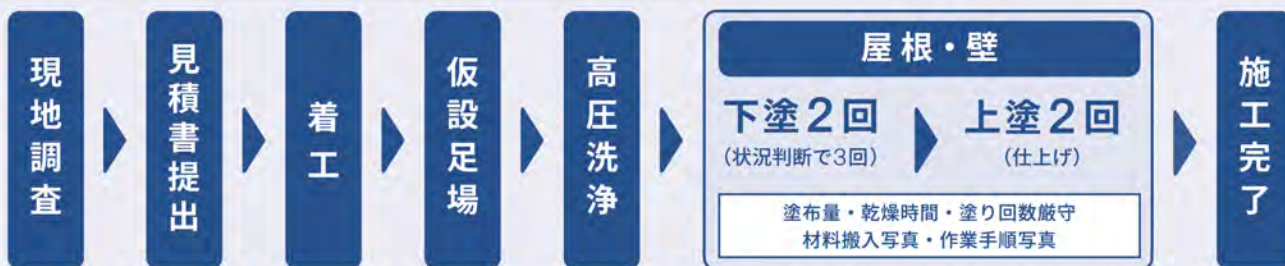 現地調査
見積書提出
着工
仮設足場
高圧洗浄
屋根・壁
下塗2回
(状況判断で3回)
上塗2回
(仕上げ)
塗布量・乾燥時間・塗り回数厳守
材料搬入写真・作業手順写真
施工完了